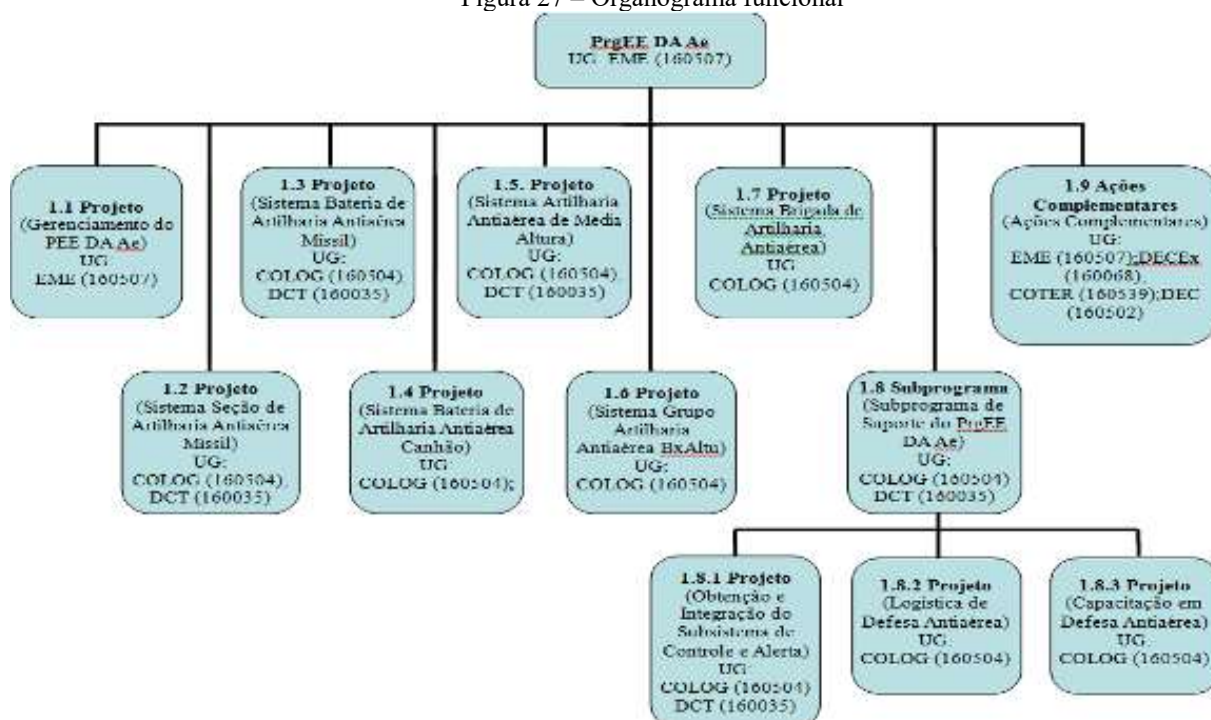 Figura 27 – Organograma funcional
PrgEE DA Ae
UG EME (160507)
1.1 Projeto
(Gerenciamento do
PEE DA Ae)
UG
EME (160507)
1.3 Projeto
(Sistema Bateria de
Artilharia Antiaérea
Missil)
UG:
COLOG (160504)
DCT (160035)
1.5. Projeto
(Sistema Artilharia
Antiaérea de Media
Altura)
UG:
COLOG (160504)
DCT (160035)
1.7 Projeto
(Sistema Brigada de
Artilharia
Antiaérea)
UG
COLOG (160504)
1.9 Ações
Complementares
(Ações Complementares)
UG:
EME (160507);DECEx
(160068)
COTER (160539);DEC
(160502)
1.2 Projeto
(Sistema Seção de
Artilharia Antiaérea
Missil)
UG:
COLOG (160504)
DCT (160035)
1.4 Projeto
(Sistema Bateria de
Artilharia Antiaérea
Canhão)
UG
COLOG (160504);
1.6 Projeto
(Sistema Grupo
Artilharia
Antiaérea BxAltu)
UG:
COLOG (160504)
1.8 Subprograma
(Subprograma de
Suporte do PrgEE
DA Ae)
UG:
COLOG (160504)
DCT (160035)
1.8.1 Projeto
(Obtenção e
Integração do
Subsistema de
Controle e Alerta)
UG
COLOG (160504)
DCT (160035)
1.8.2 Projeto
(Logística de
Defesa Antiaérea)
UG
COLOG (160504)
1.8.3 Projeto
(Capacitação em
Defesa Antiaérea)
UG
COLOG (160504)